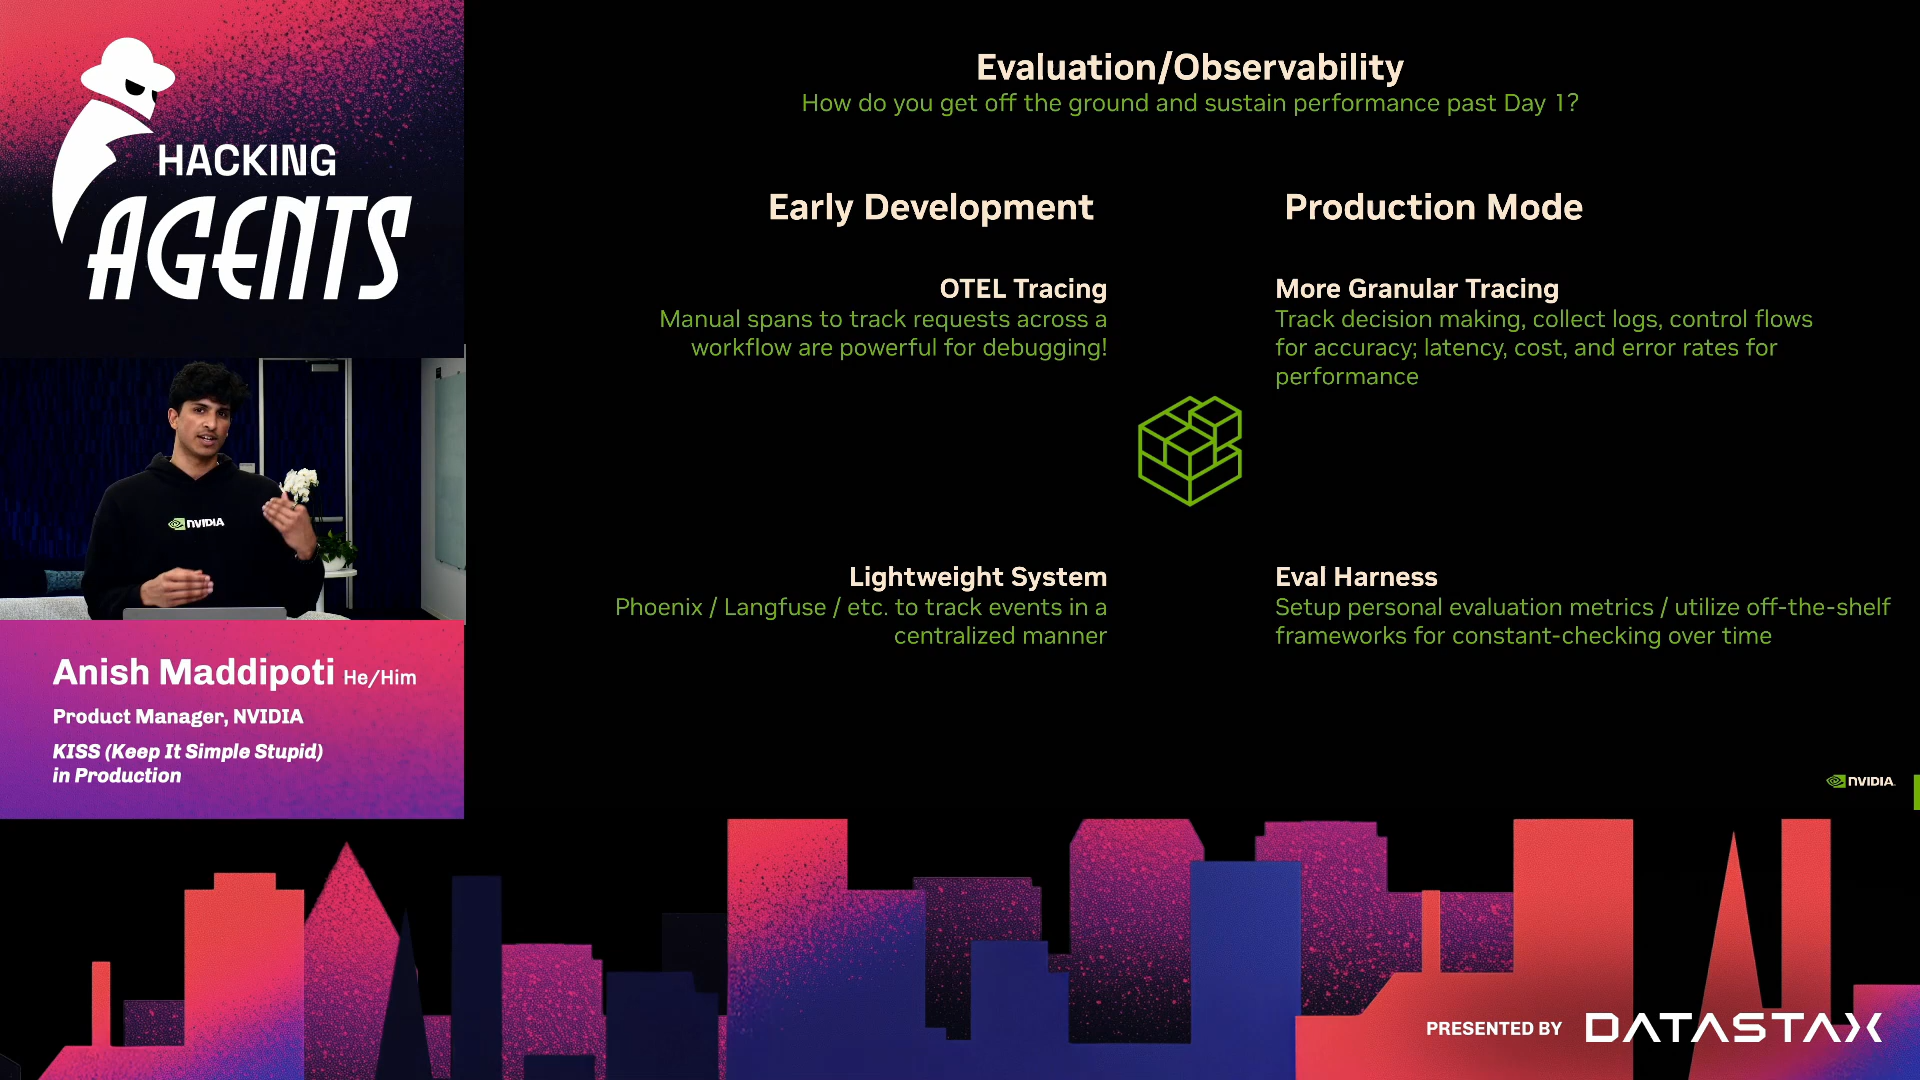 HACKING
AGENTS
NVIDIA
Anish Maddipoti He/Him
Product Manager, NVIDIA
KISS (Keep It Simple Stupid)
in Production
Evaluation/Observability
How do you get off the ground and sustain performance past Day 1?
Early Development
OTEL Tracing
Manual spans to track requests across a
workflow are powerful for debugging!
Lightweight System
Phoenix / Langfuse / etc. to track events in a
centralized manner
Production Mode
More Granular Tracing
Track decision making, collect logs, control flows
for accuracy; latency, cost, and error rates for
performance
Eval Harness
Setup personal evaluation metrics / utilize off-the-shelf
frameworks for constant-checking over time
NVIDIA
PRESENTED BY DATASTAX